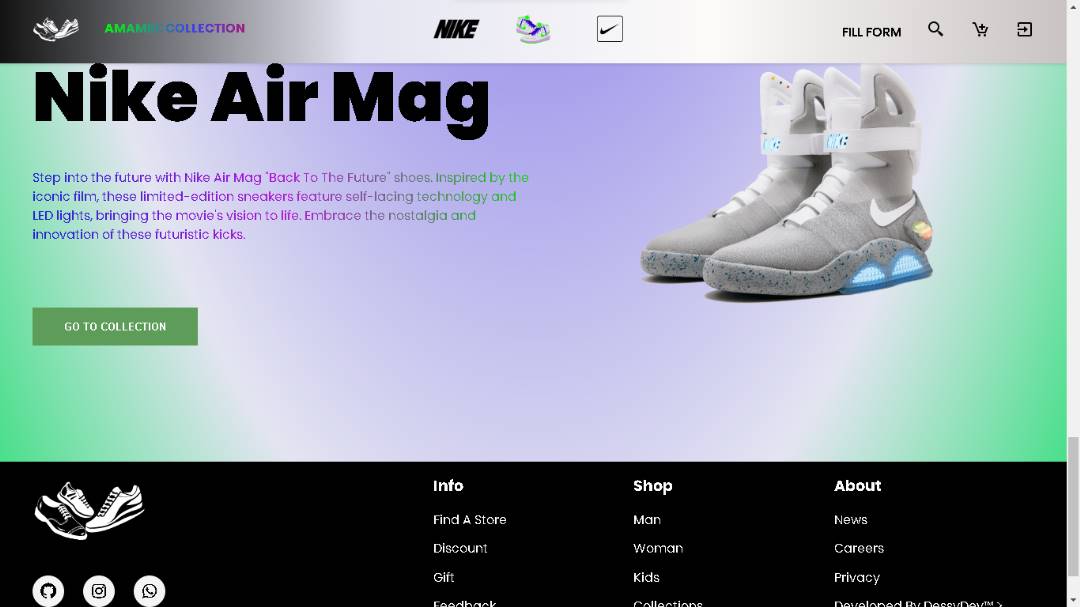 AMAMEE COLLECTION
NIKE
FILL FORM
Nike Air Mag
Step into the future with Nike Air Mag "Back To The Future" shoes. Inspired by the
iconic film, these limited-edition sneakers feature self-lacing technology and
LED lights, bringing the movie's vision to life. Embrace the nostalgia and
innovation of these futuristic kicks.
NIKE
NIKE
GO TO COLLECTION
Info
Find A Store
Discount
Gift
Feedback
Shop
Man
Woman
Kids
Collections
About
News
Careers
Privacy
Developed By DessyDev™ >